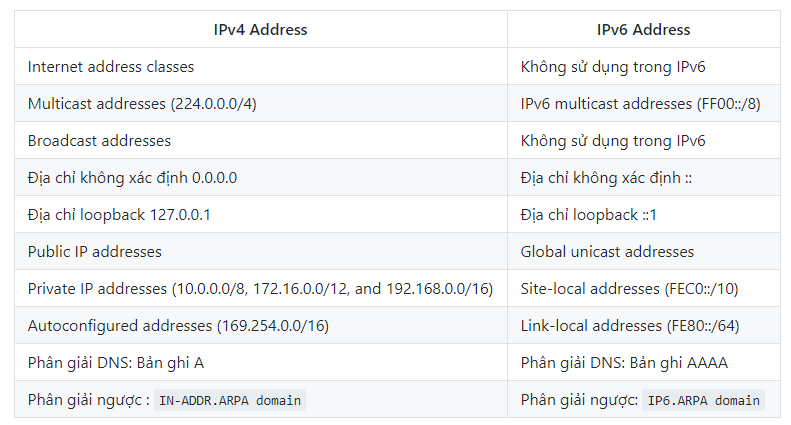 IPv4 Address IPv6 Address
Internet address classes Không sử dụng trong IPv6
Multicast addresses (224.0.0.0/4) IPv6 multicast addresses (FF00::/8)
Broadcast addresses Không sử dụng trong IPv6
Địa chỉ không xác định 0.0.0.0 Địa chỉ không xác định ::
Địa chỉ loopback 127.0.0.1 Địa chỉ loopback ::1
Public IP addresses Global unicast addresses
Private IP addresses (10.0.0.0/8, 172.16.0.0/12, and 192.168.0.0/16) Site-local addresses (FEC0::/10)
Autoconfigured addresses (169.254.0.0/16) Link-local addresses (FE80::/64)
Phân giải DNS: Bản ghi A Phân giải DNS: Bản ghi AAAA
Phân giải ngược : IN-ADDR.ARPA domain Phân giải ngược: IP6.ARPA domain